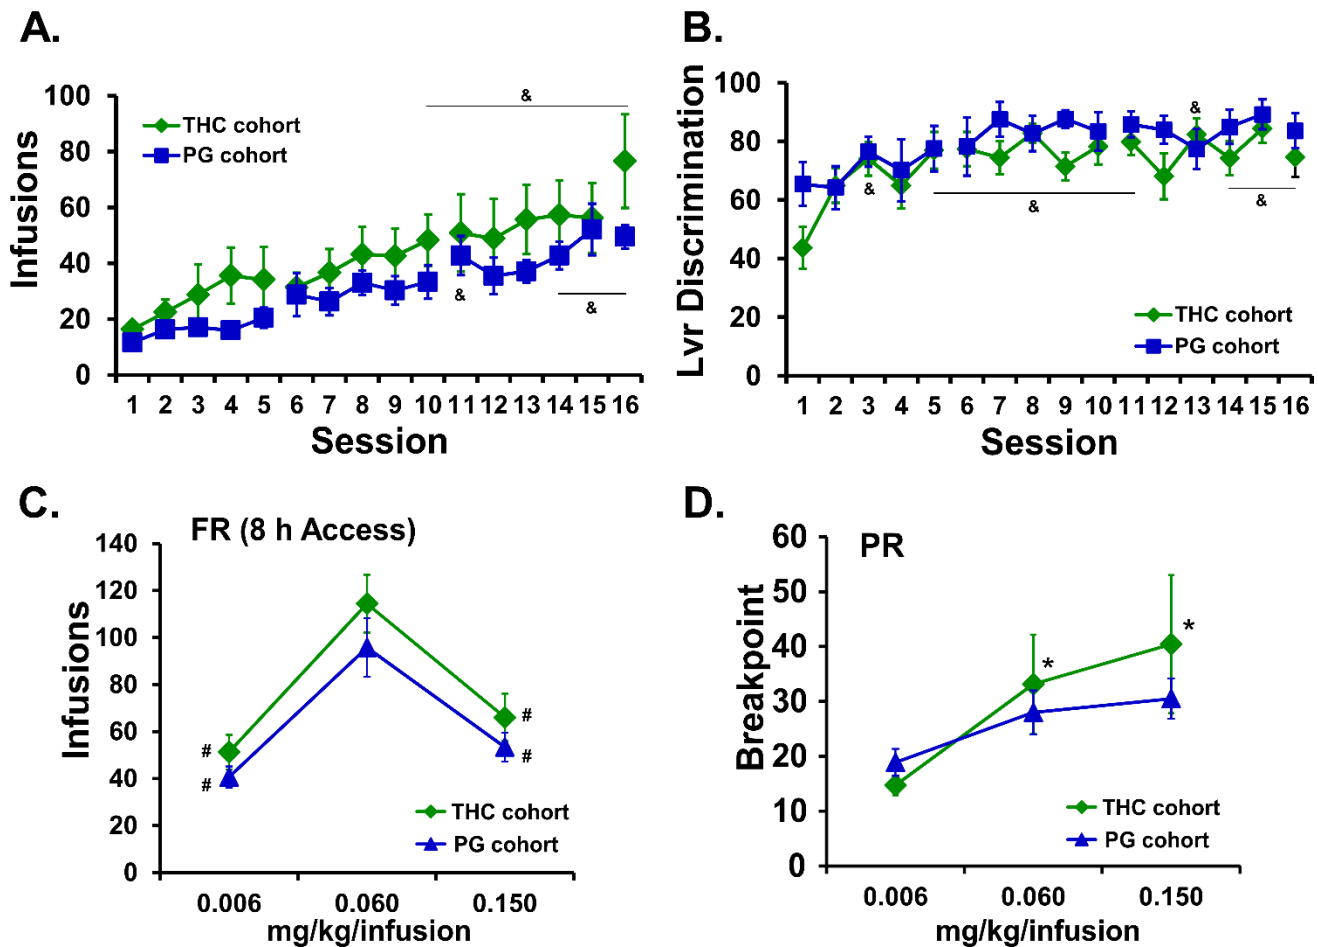 A.
Infusions
100
80
60
40
20
0
THC cohort
PG cohort
&
&
&
1 2 3 4 5 6 7 8 9 10 11 12 13 14 15 16
Session
B.
Lvr Discrimination
100
80
60
40
20
0
&
&
&
&
THC cohort
PG cohort
1 2 3 4 5 6 7 8 9 10 11 12 13 14 15 16
Session
C.
FR (8 h Access)
Infusions
140
120
100
80
60
40
20
0
#
#
#
#
THC cohort
PG cohort
0.006 0.060 0.150
mg/kg/infusion
D.
PR
Breakpoint
60
50
40
30
20
10
0
*
*
THC cohort
PG cohort
0.006 0.060 0.150
mg/kg/infusion